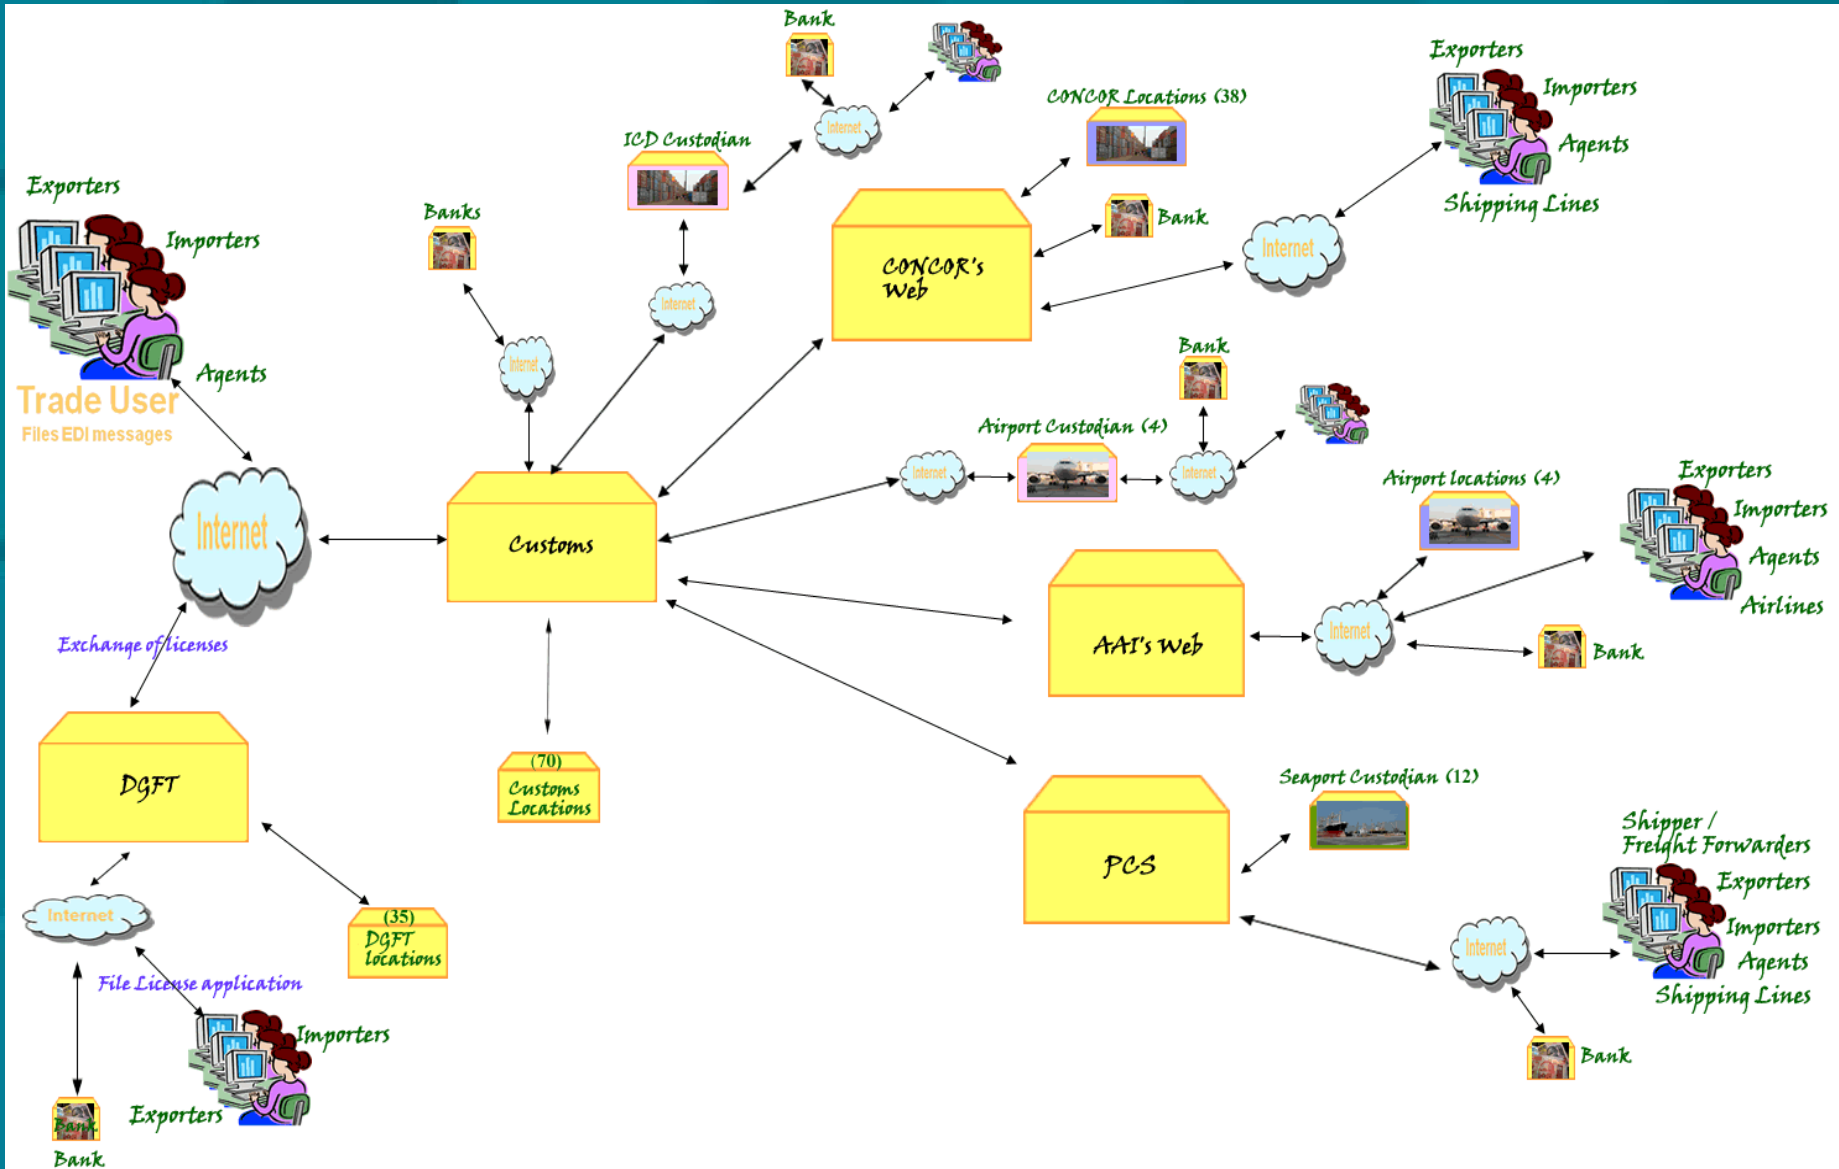 Bank
Internet
ICD Custodian
CONCOR Locations (38)
Exporters
Importers
Agents
Shipping Lines
Exporters
Importers
Agents
Trade User
Files EDI messages
Banks
Internet
Internet
CONCOR's
Web
Bank
Internet
Bank
Airport Custodian (4)
Internet
Internet
Airport locations (4)
Exporters
Importers
Agents
Airlines
Internet
Customs
AAI's Web
Internet
Bank
Exchange of licenses
DGFT
(70)
Customs
Locations
PCS
Seaport Custodian (12)
Shipper /
Freight Forwarders
Exporters
Importers
Agents
Shipping Lines
Internet
Bank
Internet
(35)
DGFT
locations
File License application
Importers
Exporters
Bank
Bank